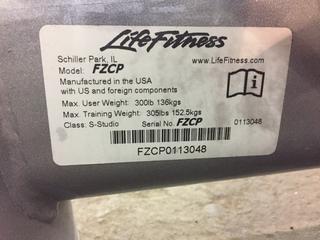 LifeFitness
Schiller Park, IL www.LifeFitness.com
Model: FZCP
Manufactured in the USA
with US and foreign components
Max. User Weight: 300lb 136kgs
Max. Training Weight: 305lbs 152.5kgs
Class: S-Studio Serial No. FZCP 0113048
FZCP0113048